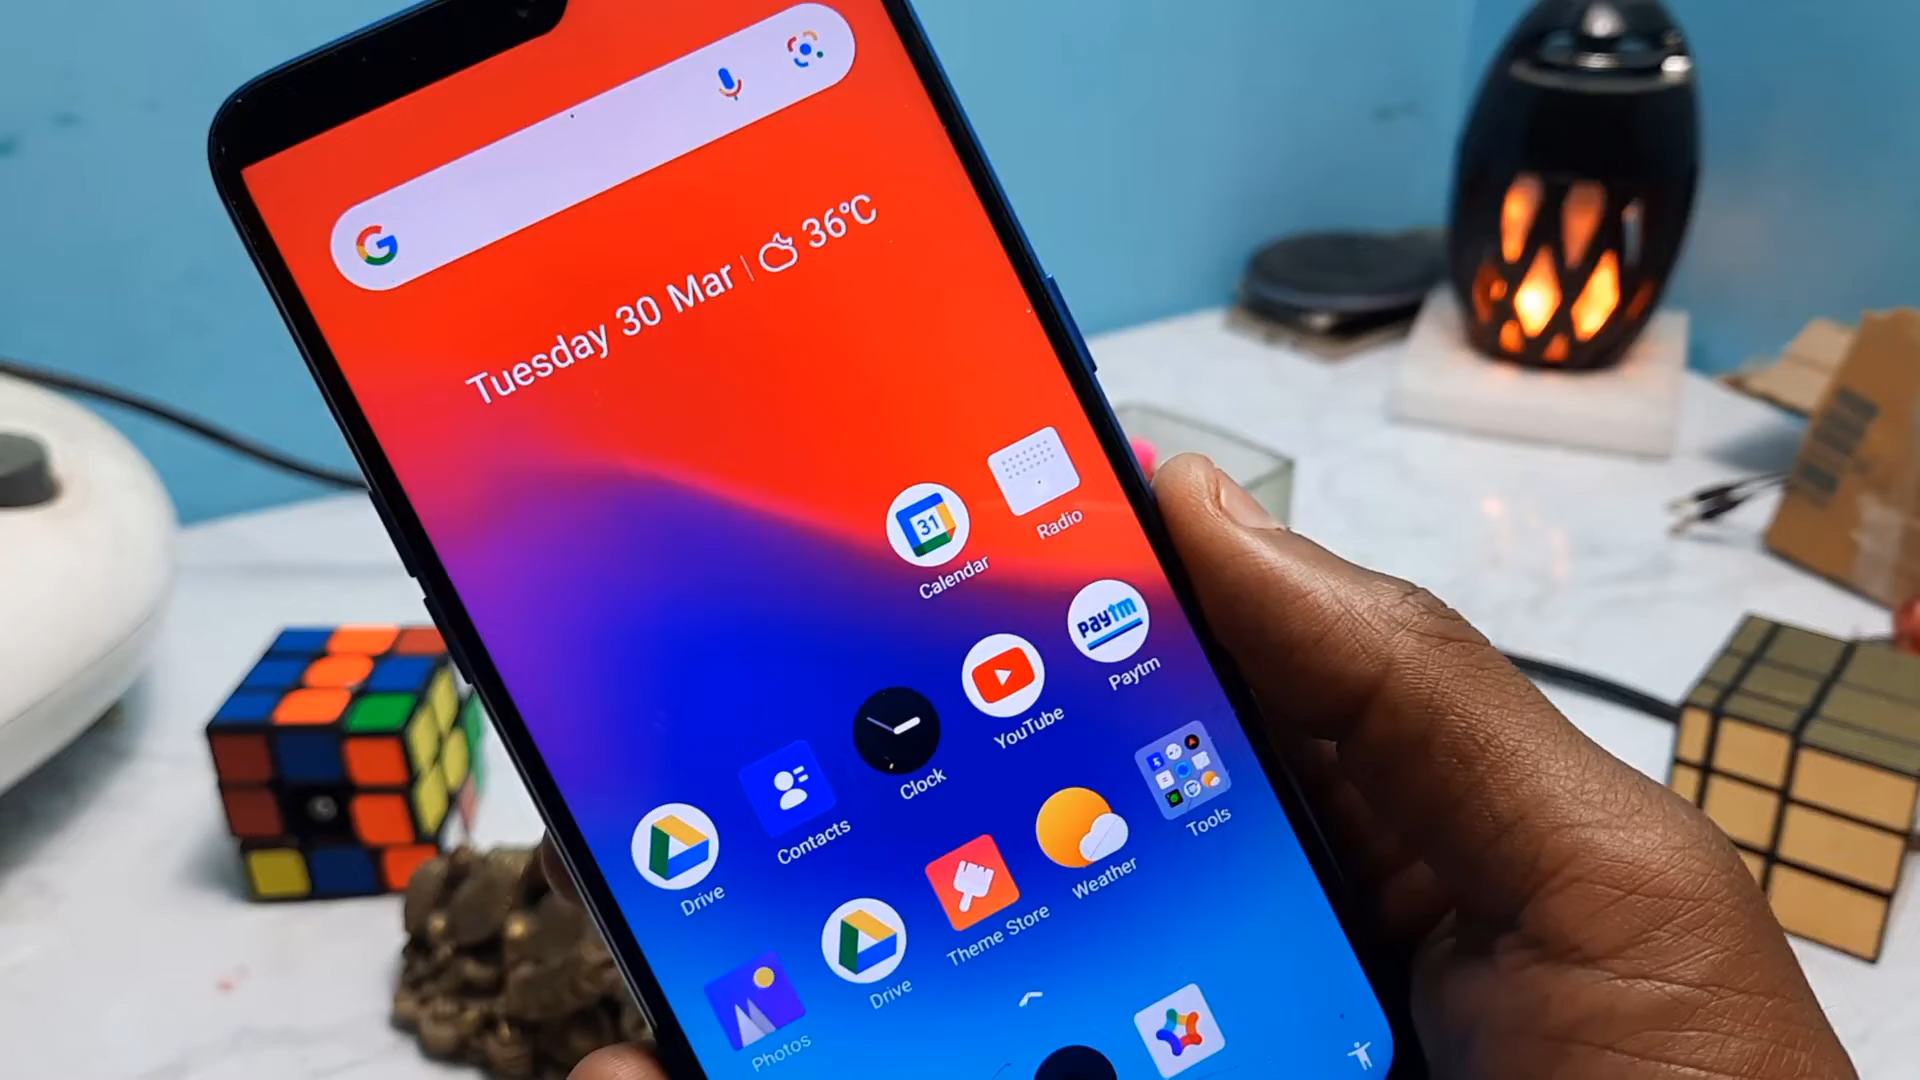 G
Tuesday 30 Mar | 36°C
31
Calendar
Radio
Drive
Contacts
Clock
YouTube
paytm
Paytm
Photos
Drive
Theme Store
Weather
Tools